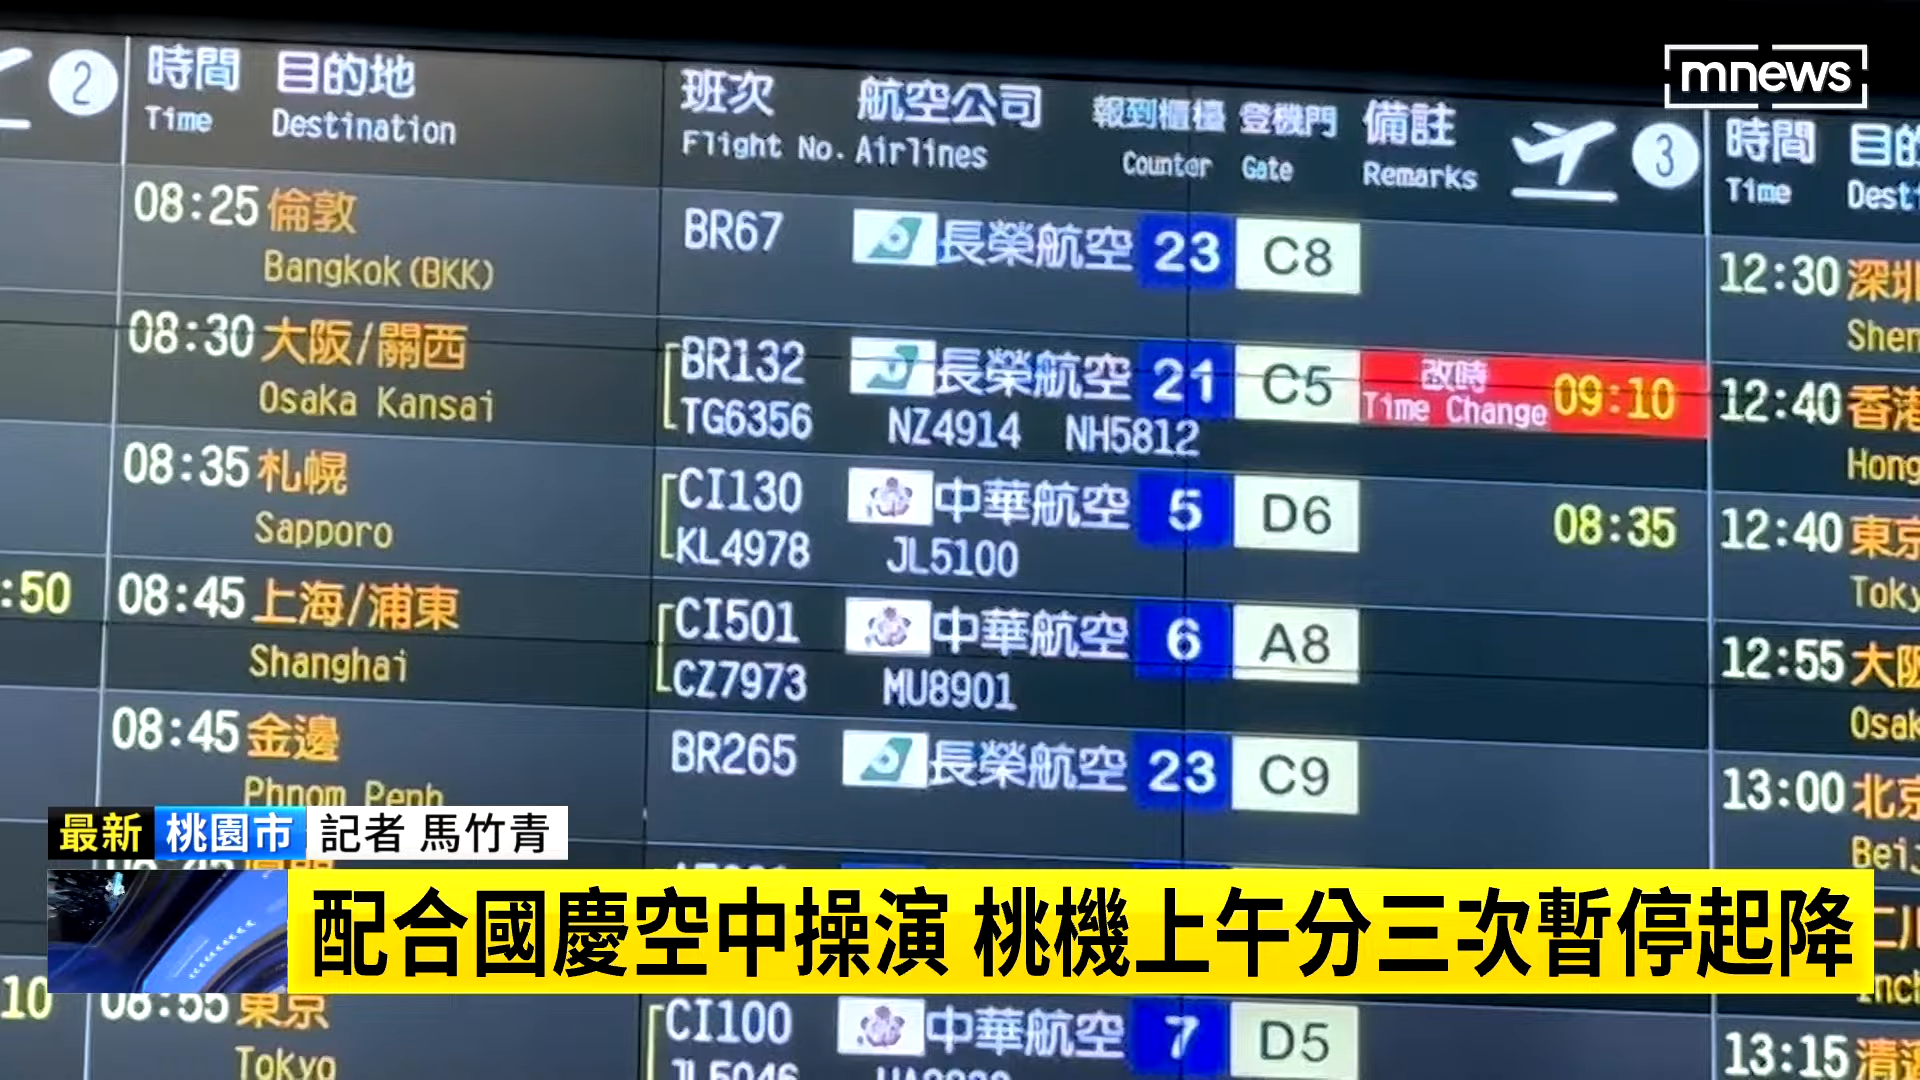 mnews
2
時間 目的地
Time Destination
班次 航空公司 報到櫃檯 登機門 備註
Flight No. Airlines Counter Gate Remarks
3
時間 目的
Time Dest
08:25 倫敦 BR67 長榮航空 23 C8
Bangkok(BKK)
08:30 大阪/關西 BR132 長榮航空 21 C5 改時 09:10
Osaka Kansai TG6356 NZ4914 NH5812 Time Change
08:35 札幌 CI130 中華航空 5 D6 08:35
Sapporo KL4978 JL5100
:50
08:45 上海/浦東 CI501 中華航空 6 A8
Shanghai CZ7973 MU8901
08:45 金邊 BR265 長榮航空 23 C9
Phnom Penh
10
08:55 東京 CI100 中華航空 7 D5
Tokyo JL5046
12:30 深圳
Shen
12:40 香港
Hong
12:40 東京
Toky
12:55 大阪
Osak
13:00 北京
Beij
13:15 清
最新 桃園市 記者 馬竹青
配合國慶空中操演 桃機上午分三次暫停起降